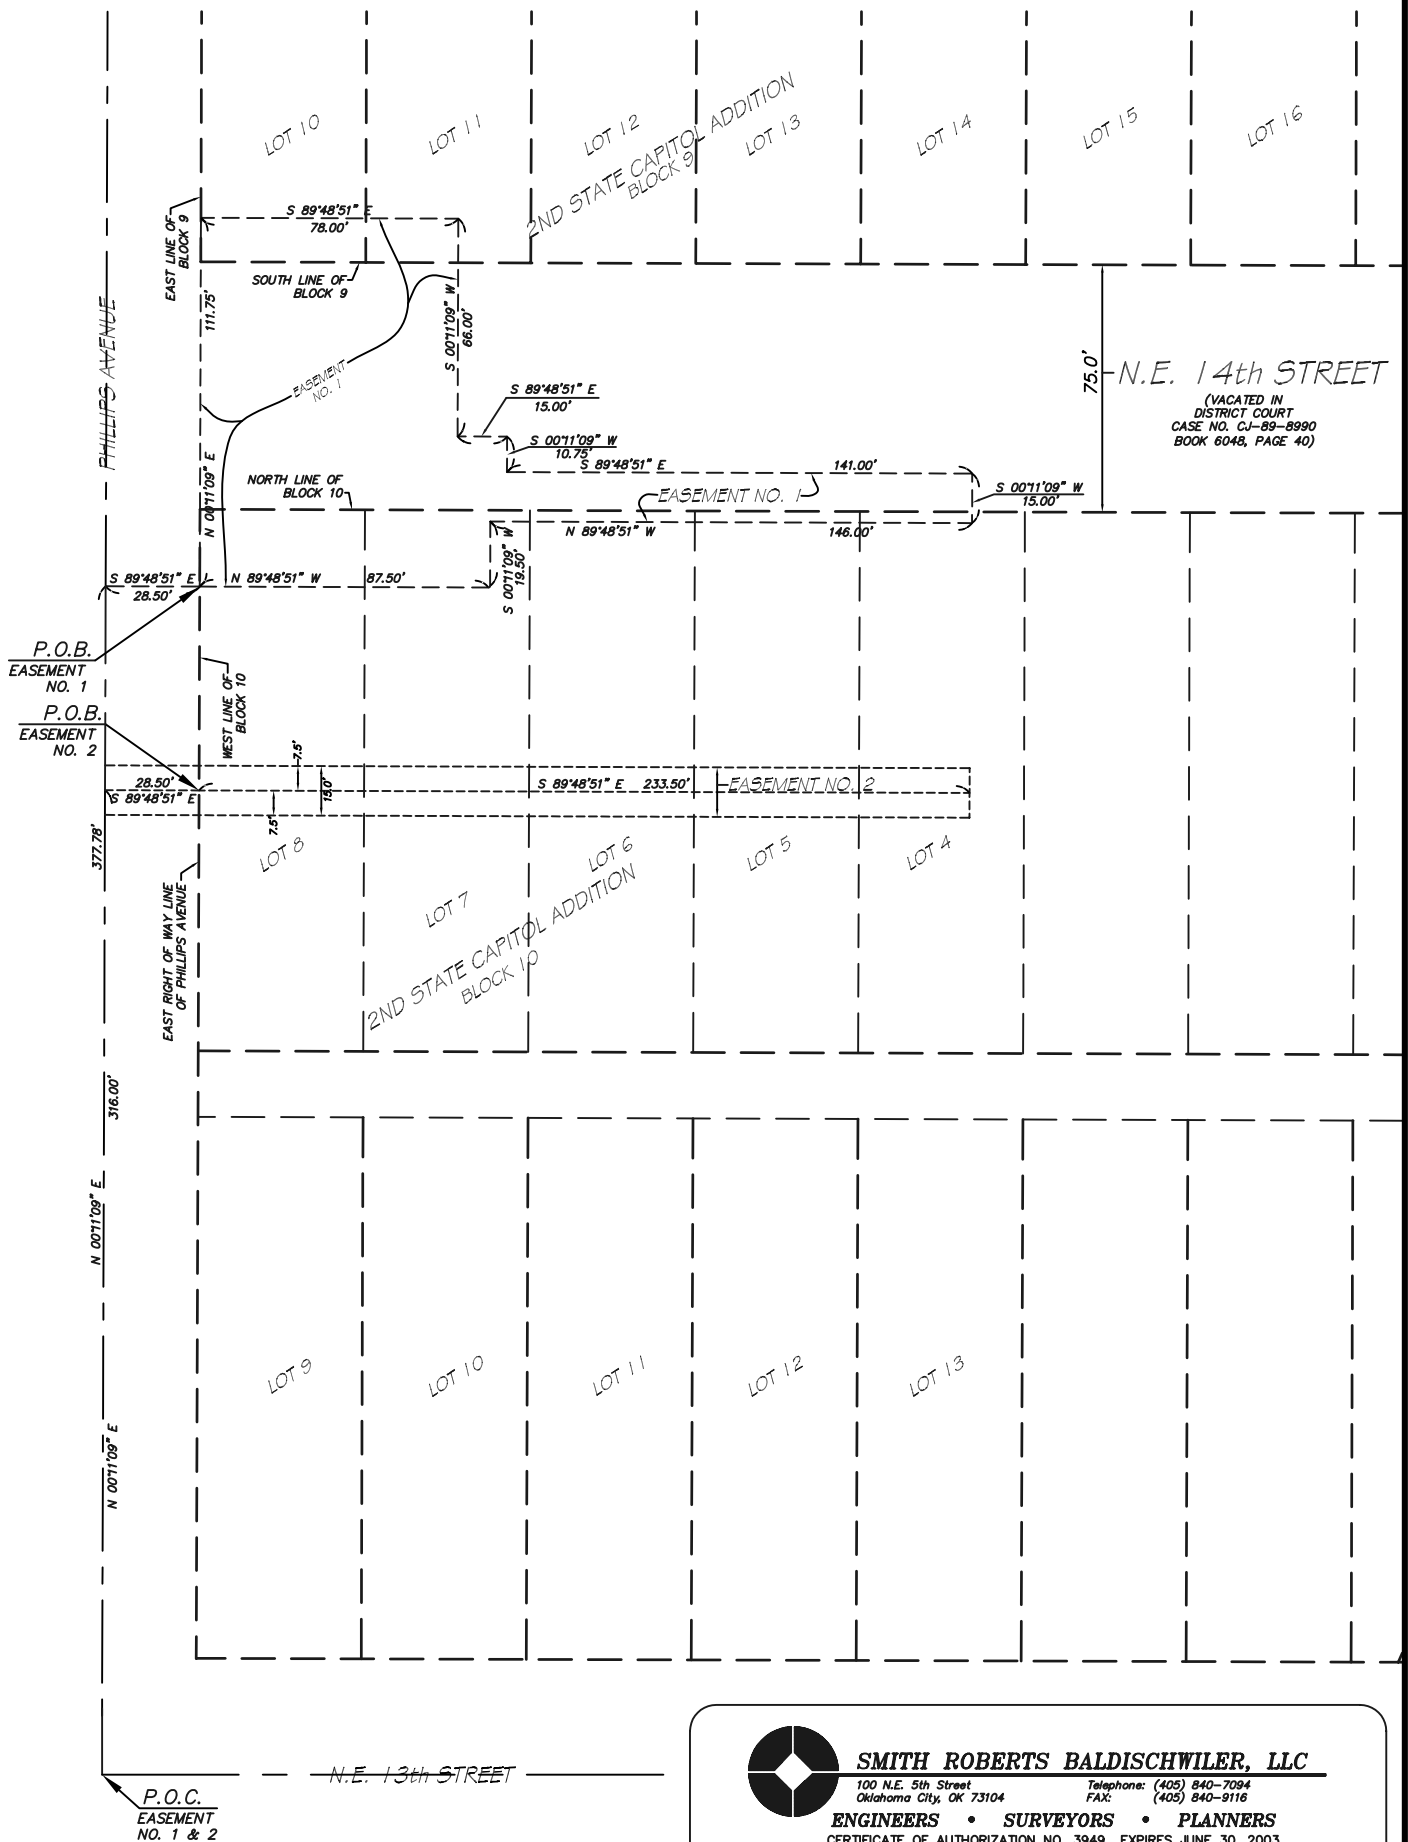 LOT 10
LOT 11
LOT 12
LOT 13
LOT 14
LOT 15
LOT 16
2ND STATE CAPITOL ADDITION
BLOCK 9
EAST LINE OF
BLOCK 9
S 89°48'51" E
78.00'
SOUTH LINE OF
BLOCK 9
111.75'
N 00°11'09" E
S 00°11'09" W
66.00'
PHILLIPS AVENUE
EASEMENT
NO. 1
S 89°48'51" E
15.00'
S 00°11'09" W
10.75'
S 89°48'51" E
141.00'
75.0'
N.E. 14th STREET
(VACATED IN
DISTRICT COURT
CASE NO. CJ-89-8990
BOOK 6048, PAGE 40)
NORTH LINE OF
BLOCK 10
EASEMENT NO. 1
S 00°11'09" W
15.00'
N 89°48'51" W
146.00'
S 00°11'09" W
19.50'
S 89°48'51" E
28.50'
N 89°48'51" W
87.50'
P.O.B.
EASEMENT
NO. 1
WEST LINE OF
BLOCK 10
P.O.B.
EASEMENT
NO. 2
7.5'
28.50'
S 89°48'51" E
15.0'
7.5'
S 89°48'51" E
233.50'
EASEMENT NO. 2
377.78'
LOT 8
LOT 7
LOT 6
LOT 5
LOT 4
2ND STATE CAPITOL ADDITION
BLOCK 10
EAST RIGHT OF WAY LINE
OF PHILLIPS AVENUE
316.00'
N 00°11'09" E
N 00°11'09" E
LOT 9
LOT 10
LOT 11
LOT 12
LOT 13
N.E. 13th STREET
P.O.C.
EASEMENT
NO. 1 & 2
SMITH ROBERTS BALDISCHWILER, LLC
100 N.E. 5th Street
Oklahoma City, OK 73104
Telephone: (405) 840-7094
FAX: (405) 840-9116
ENGINEERS • SURVEYORS • PLANNERS
CERTIFICATE OF AUTHORIZATION NO. 3949 EXPIRES JUNE 30, 2003